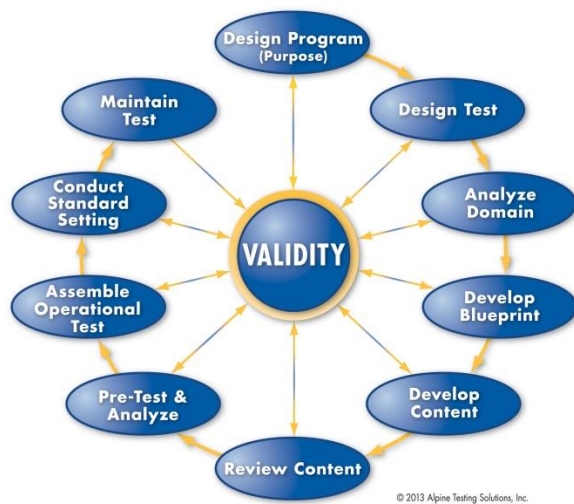 Design Program
(Purpose)
Design Test
Analyze
Domain
Develop
Blueprint
Develop
Content
Review Content
Pre-Test &
Analyze
Assemble
Operational
Test
Conduct
Standard
Setting
Maintain
Test
VALIDITY
© 2013 Alpine Testing Solutions, Inc.